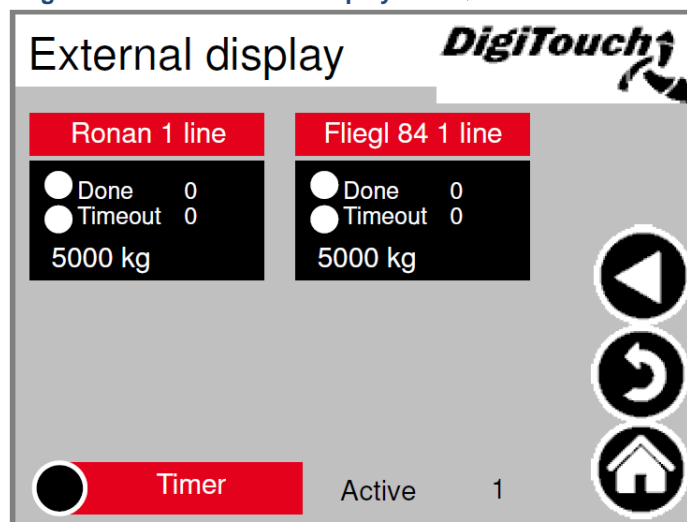 External display
DigiTouch
Ronan 1 line
Done 0
Timeout 0
5000 kg
Fliegl 84 1 line
Done 0
Timeout 0
5000 kg
Timer
Active 1